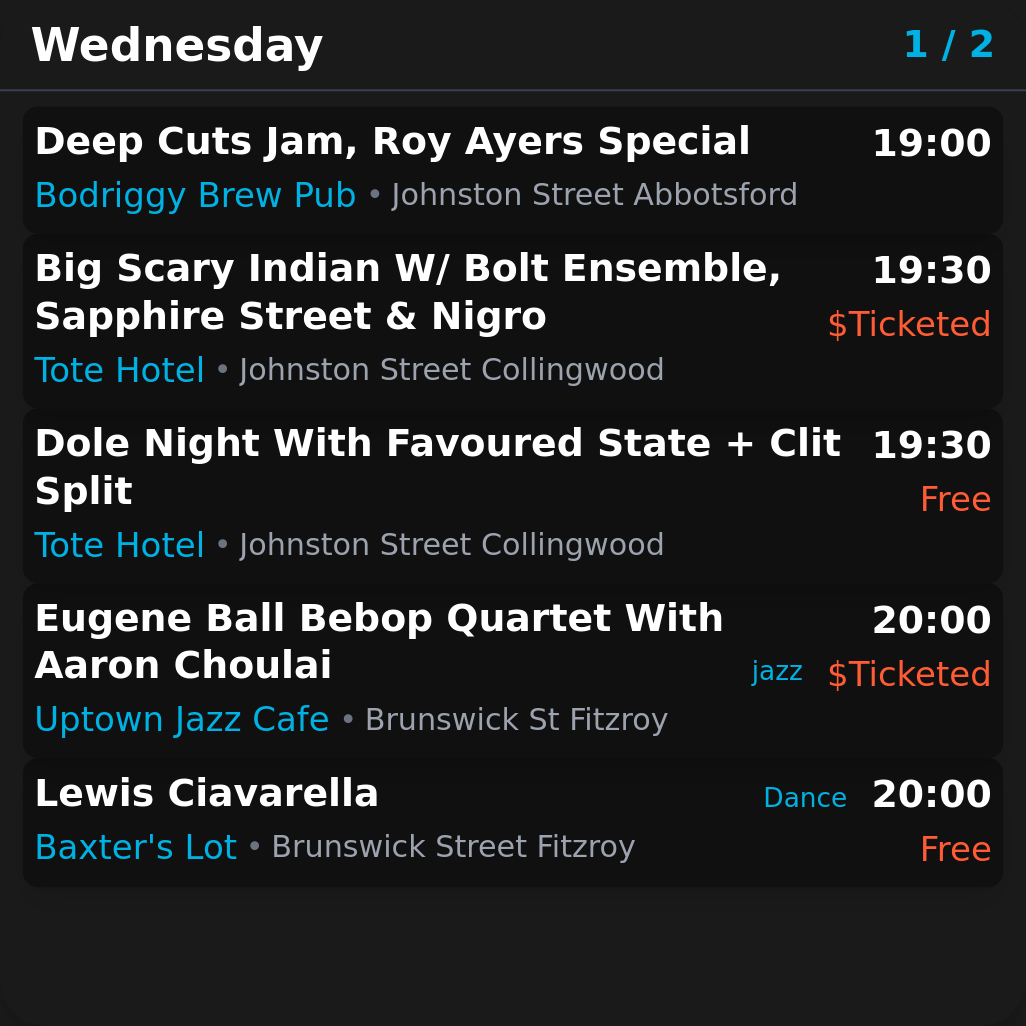 Wednesday 1 / 2
Deep Cuts Jam, Roy Ayers Special 19:00
Bodriggy Brew Pub • Johnston Street Abbotsford
Big Scary Indian W/ Bolt Ensemble, 19:30
Sapphire Street & Nigro $Ticketed
Tote Hotel • Johnston Street Collingwood
Dole Night With Favoured State + Clit 19:30
Split Free
Tote Hotel • Johnston Street Collingwood
Eugene Ball Bebop Quartet With 20:00
Aaron Choulai jazz $Ticketed
Uptown Jazz Cafe • Brunswick St Fitzroy
Lewis Ciavarella Dance 20:00
Baxter's Lot • Brunswick Street Fitzroy Free